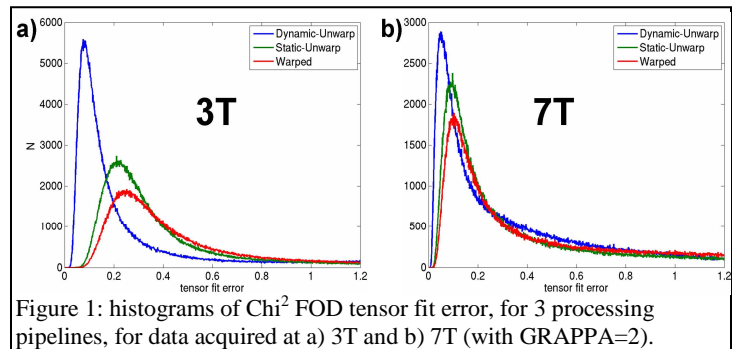 a)
6000
5000
4000
3000
2000
1000
0
N
Dynamic-Unwarp
Static-Unwarp
Warped
3T
0
0.2
0.4
0.6
0.8
1
1.2
tensor fit error
b)
3000
2500
2000
1500
1000
500
0
Dynamic-Unwarp
Static-Unwarp
Warped
7T
0
0.2
0.4
0.6
0.8
1
1.2
tensor fit error
Figure 1: histograms of Chi² FOD tensor fit error, for 3 processing
pipelines, for data acquired at a) 3T and b) 7T (with GRAPPA=2).